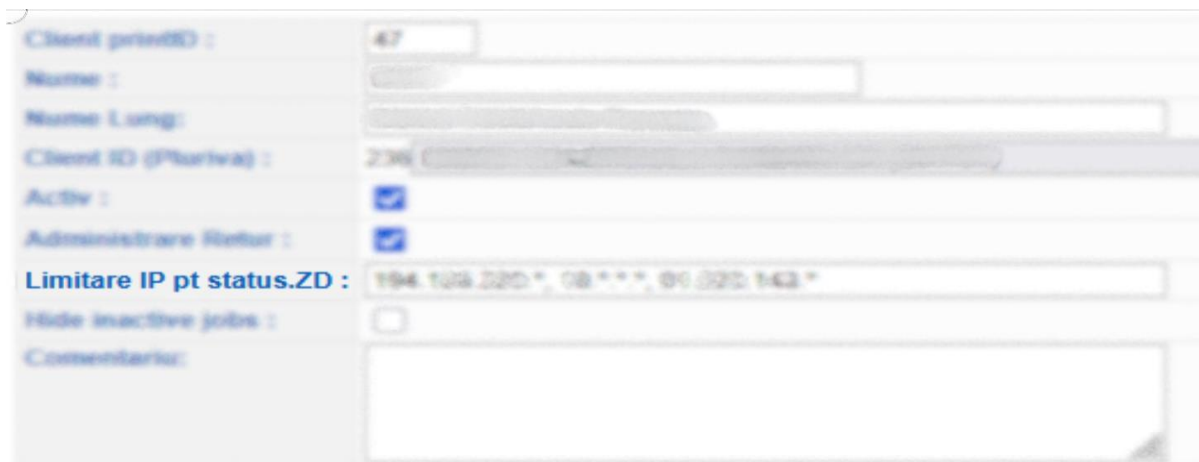 Client printID : 47
Nume :
Nume Lung:
Client ID (Pluriva) : 236
Activ :
Administrare Retur :
Limitare IP pt status.ZD :
Hide inactive jobs :
Comentariu: